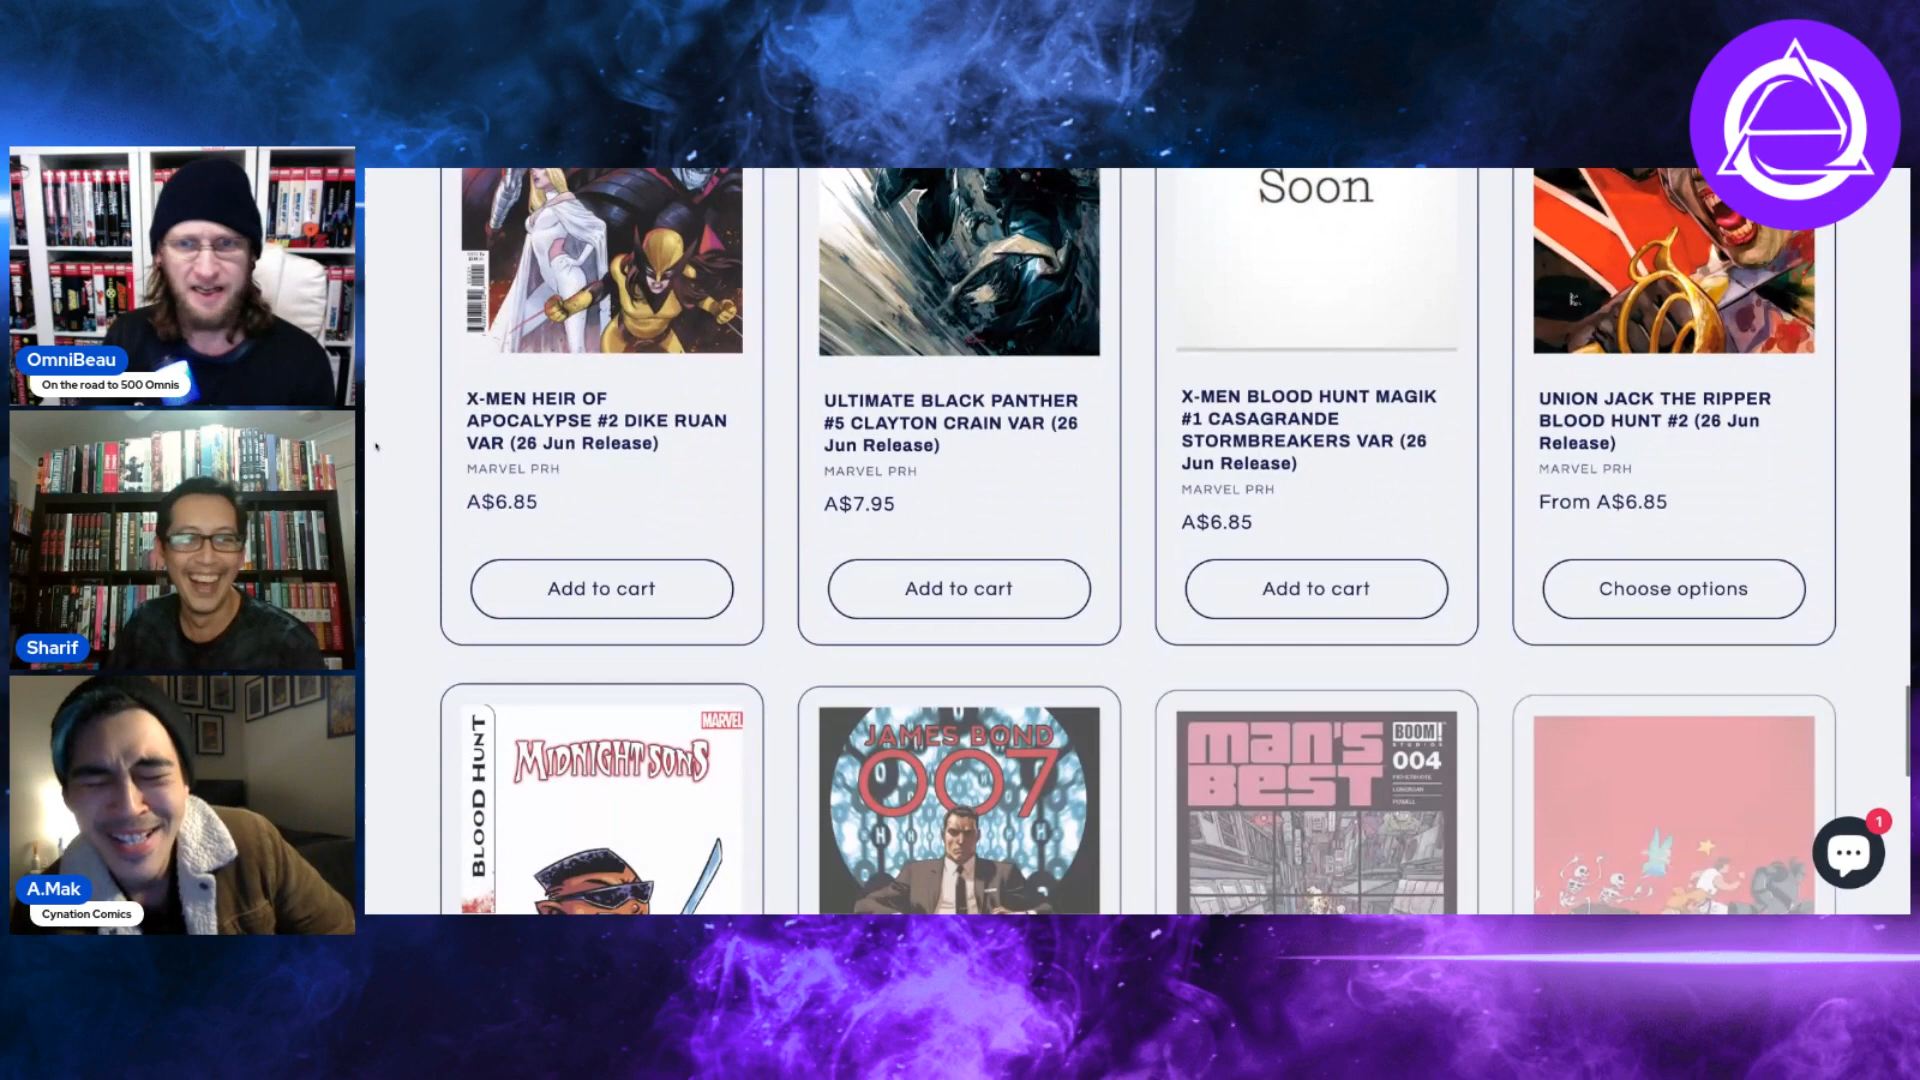 OmniBeau
On the road to 500 Omnis
Sharif
A.Mak
Cynation Comics
Soon
X-MEN HEIR OF
APOCALYPSE #2 DIKE RUAN
VAR (26 Jun Release)
MARVEL PRH
A$6.85
Add to cart
ULTIMATE BLACK PANTHER
#5 CLAYTON CRAIN VAR (26
Jun Release)
MARVEL PRH
A$7.95
Add to cart
X-MEN BLOOD HUNT MAGIK
#1 CASAGRANDE
STORMBREAKERS VAR (26
Jun Release)
MARVEL PRH
A$6.85
Add to cart
UNION JACK THE RIPPER
BLOOD HUNT #2 (26 Jun
Release)
MARVEL PRH
From A$6.85
Choose options
BLOOD HUNT
MARVEL
MIDNIGHT SONS
JAMES BOND
007
MAN'S
BEST
BOOM!
STUDIOS
004
1